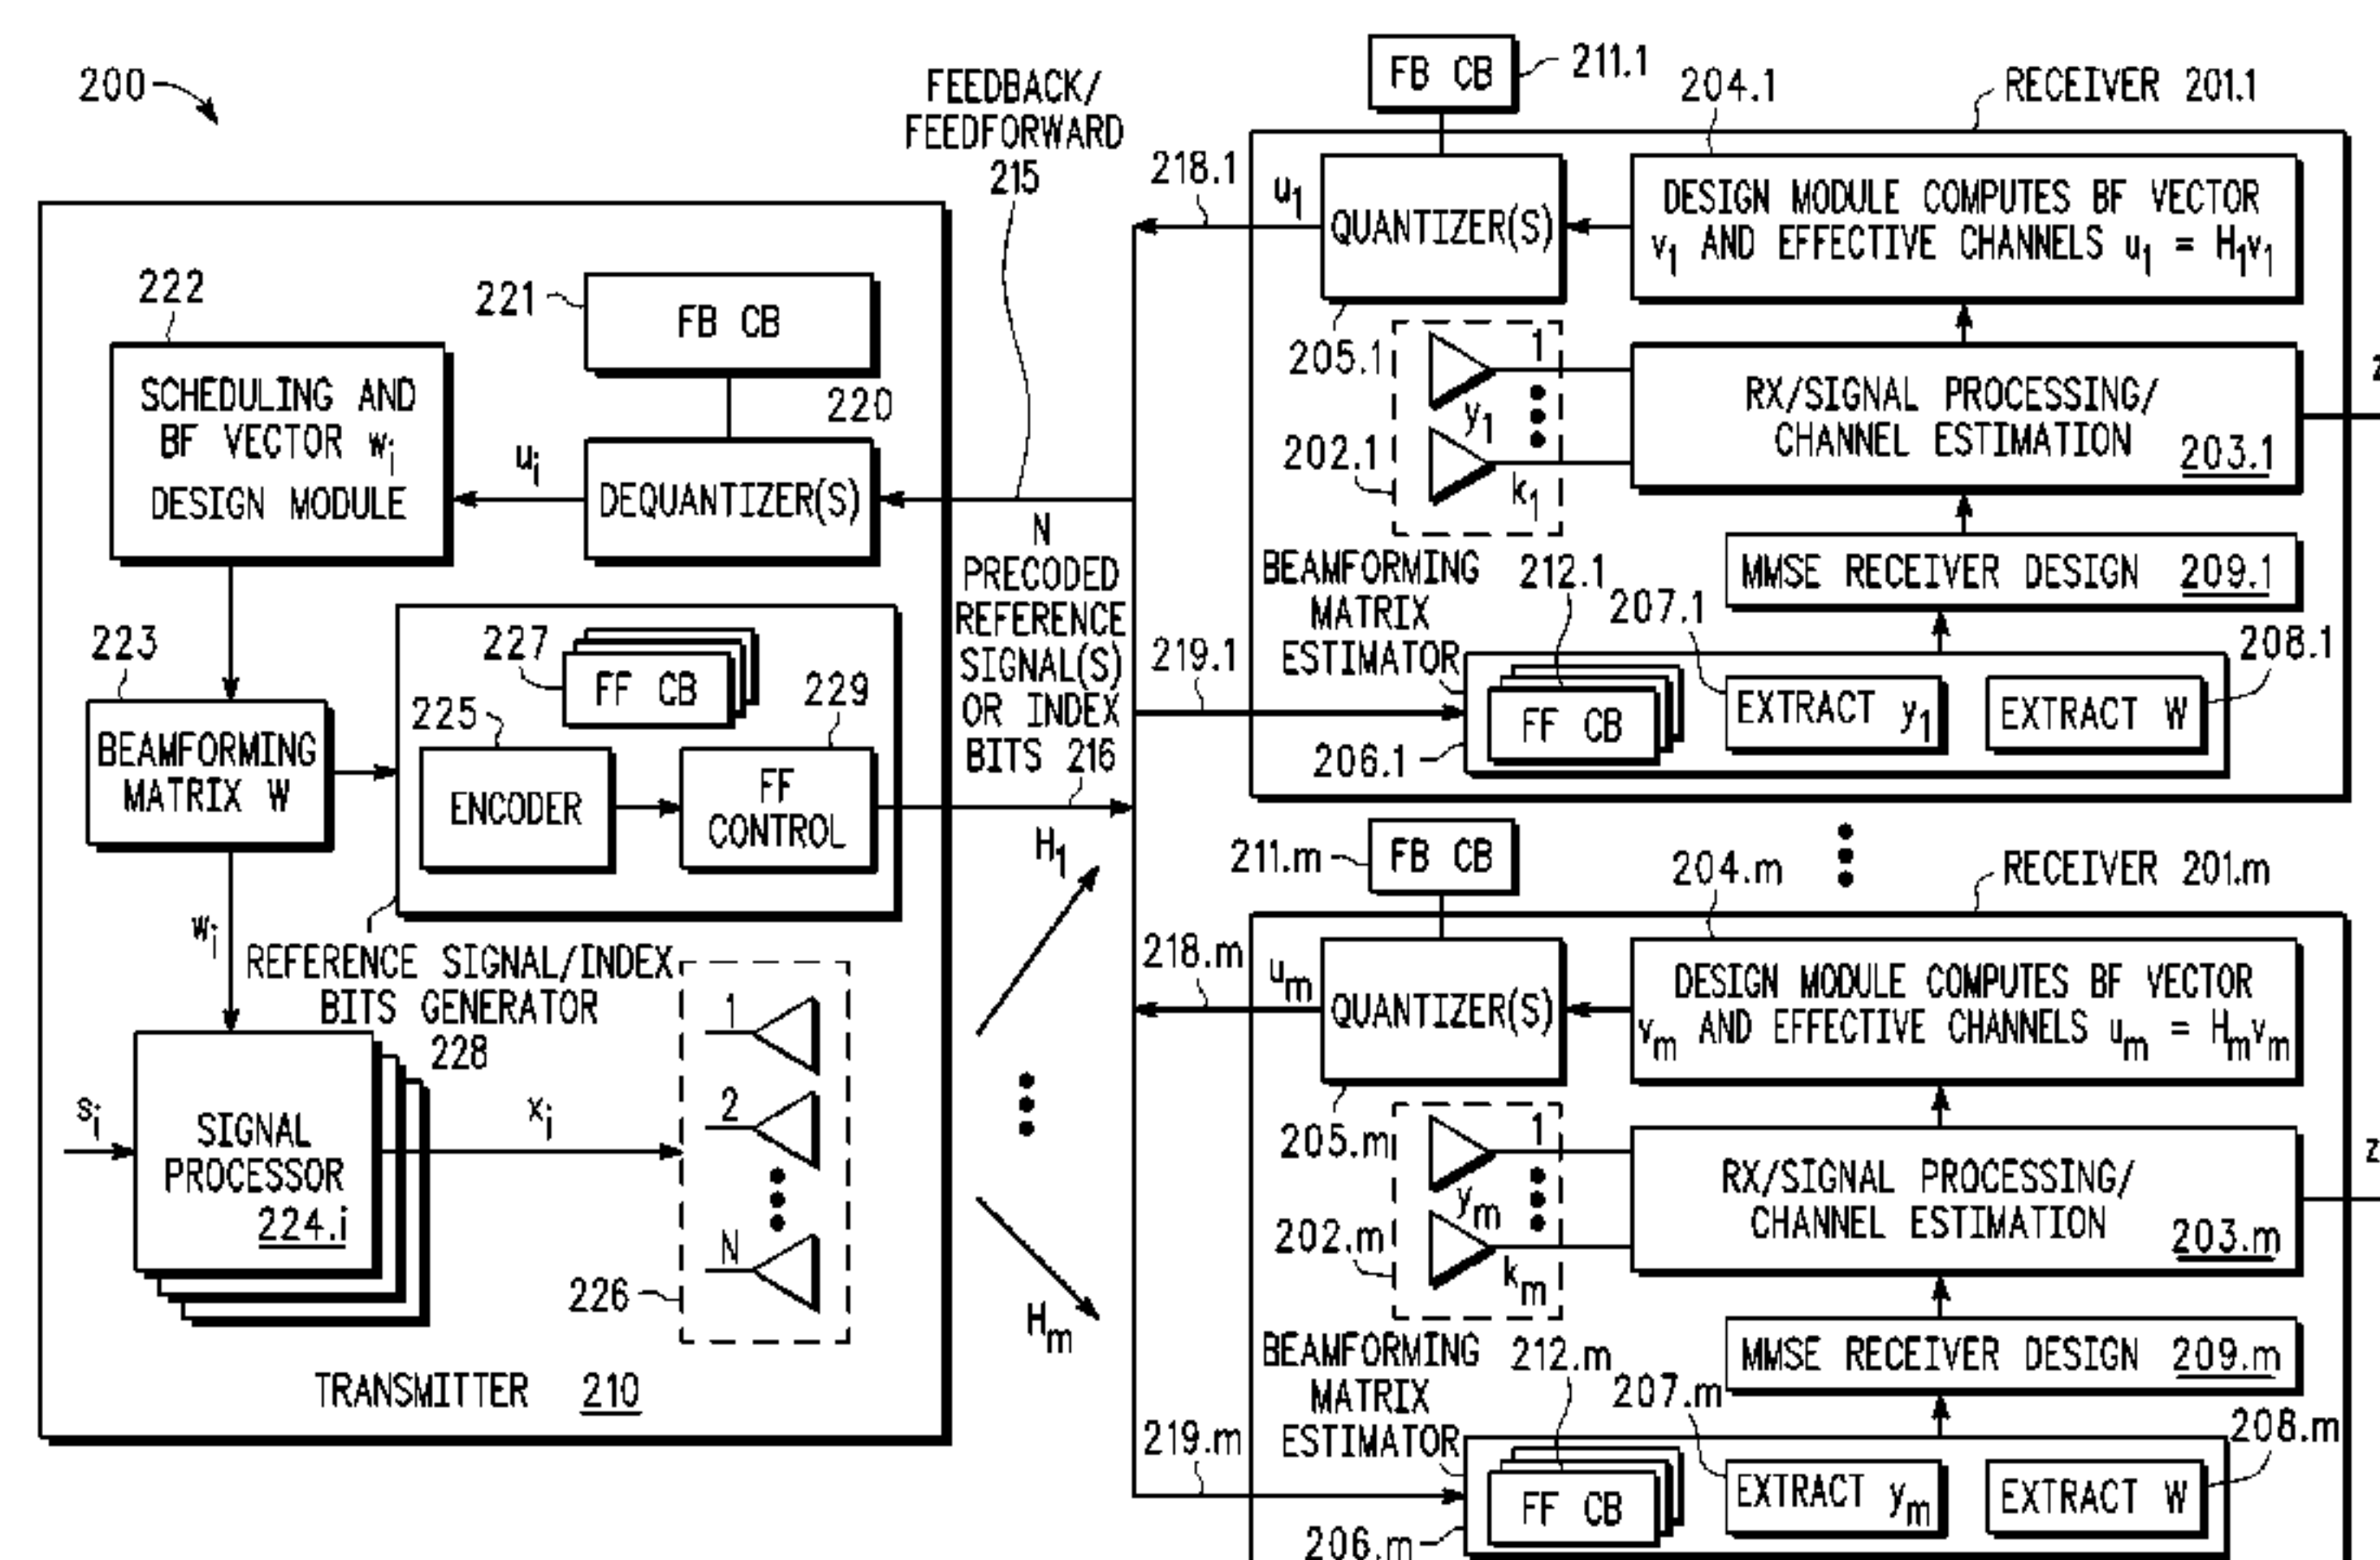 200
FEEDBACK/
FEEDFORWARD
215
TRANSMITTER 210
222
SCHEDULING AND
BF VECTOR wi
DESIGN MODULE
221
FB CB
220
ui
DEQUANTIZER(S)
223
BEAMFORMING
MATRIX W
227
FF CB
225
229
ENCODER
FF
CONTROL
REFERENCE SIGNAL/INDEX
BITS GENERATOR
228
wi
si
SIGNAL
PROCESSOR
224.i
xi
1
2
N
226
N
PRECODED
REFERENCE
SIGNAL(S)
OR INDEX
BITS 216
H1
Hm
FB CB
211.1
204.1
RECEIVER 201.1
218.1
u1
QUANTIZER(S)
DESIGN MODULE COMPUTES BF VECTOR
v1 AND EFFECTIVE CHANNELS u1 = H1v1
205.1
202.1
1
y1
k1
RX/SIGNAL PROCESSING/
CHANNEL ESTIMATION 203.1
z
MMSE RECEIVER DESIGN 209.1
BEAMFORMING
MATRIX
ESTIMATOR
212.1
207.1
208.1
219.1
FF CB
EXTRACT y1
EXTRACT W
206.1
211.m
FB CB
204.m
RECEIVER 201.m
218.m
um
QUANTIZER(S)
DESIGN MODULE COMPUTES BF VECTOR
vm AND EFFECTIVE CHANNELS um = Hmvm
205.m
202.m
1
ym
km
RX/SIGNAL PROCESSING/
CHANNEL ESTIMATION 203.m
z
MMSE RECEIVER DESIGN 209.m
BEAMFORMING
MATRIX
ESTIMATOR
212.m
207.m
208.m
219.m
FF CB
EXTRACT ym
EXTRACT W
206.m